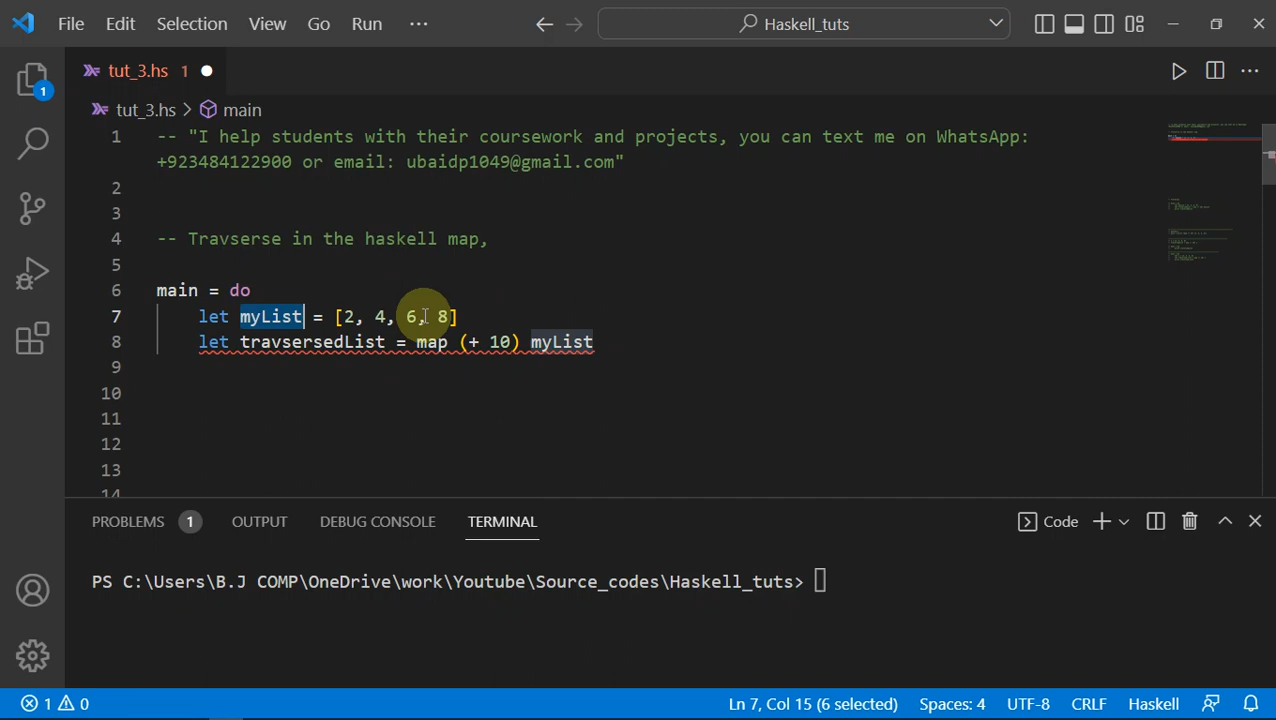 File Edit Selection View Go Run ··· Haskell_tuts
tut_3.hs 1
tut_3.hs > main
1 -- "I help students with their coursework and projects, you can text me on WhatsApp:
+923484122900 or email: ubaidp1049@gmail.com"
2
3
4 -- Travserse in the haskell map,
5
6 main = do
7 let myList = [2, 4, 6, 8]
8 let travsersedList = map (+ 10) myList
9
10
11
12
13
14
PROBLEMS 1 OUTPUT DEBUG CONSOLE TERMINAL Code
PS C:\Users\B.J COMP\OneDrive\work\Youtube\Source_codes\Haskell_tuts>
1 0 Ln 7, Col 15 (6 selected) Spaces: 4 UTF-8 CRLF Haskell